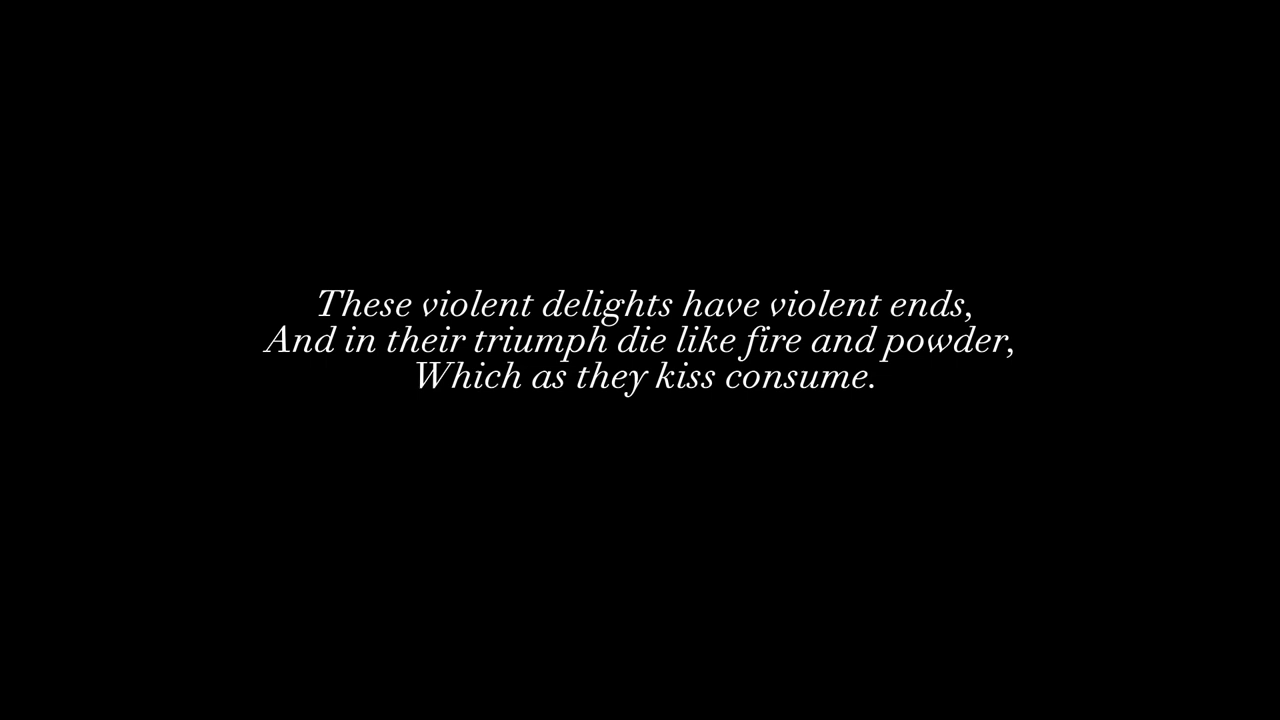 These violent delights have violent ends,
And in their triumph die like fire and powder,
Which as they kiss consume.